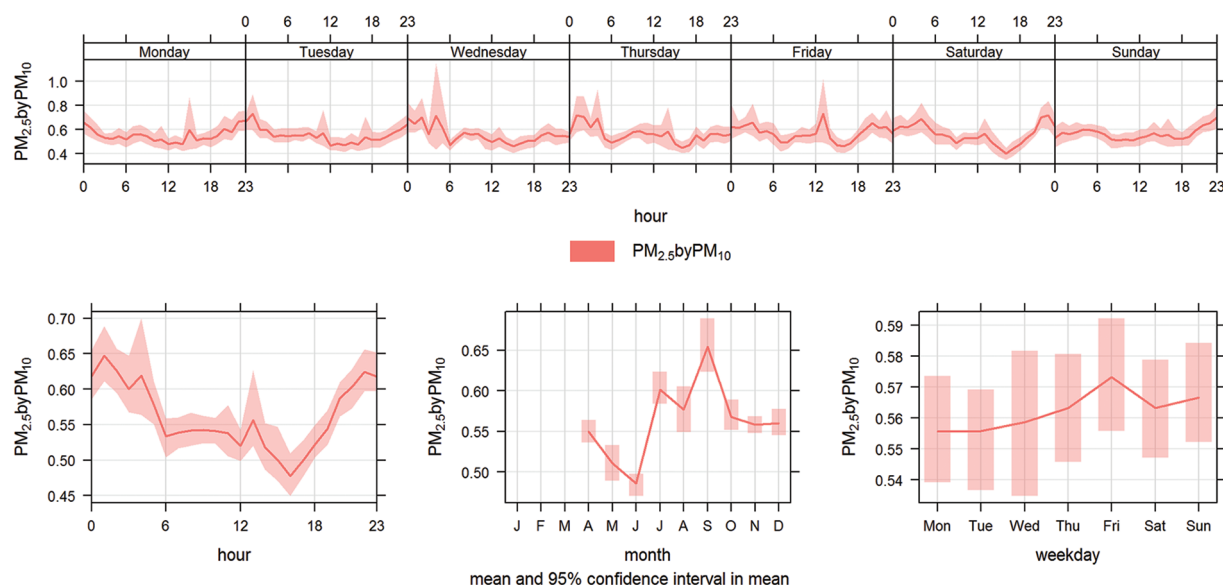 0 6 12 18 23 0 6 12 18 23 0 6 12 18 23
Monday Tuesday Wednesday Thursday Friday Saturday Sunday
PM2.5byPM10
1.0
0.8
0.6
0.4
0 6 12 18 23 0 6 12 18 23 0 6 12 18 23 0 6 12 18 23
hour
PM2.5byPM10
PM2.5byPM10
0.70
0.65
0.60
0.55
0.50
0.45
0 6 12 18 23
hour
PM2.5byPM10
0.65
0.60
0.55
0.50
J F M A M J J A S O N D
month
PM2.5byPM10
0.59
0.58
0.57
0.56
0.55
0.54
Mon Tue Wed Thu Fri Sat Sun
weekday
mean and 95% confidence interval in mean